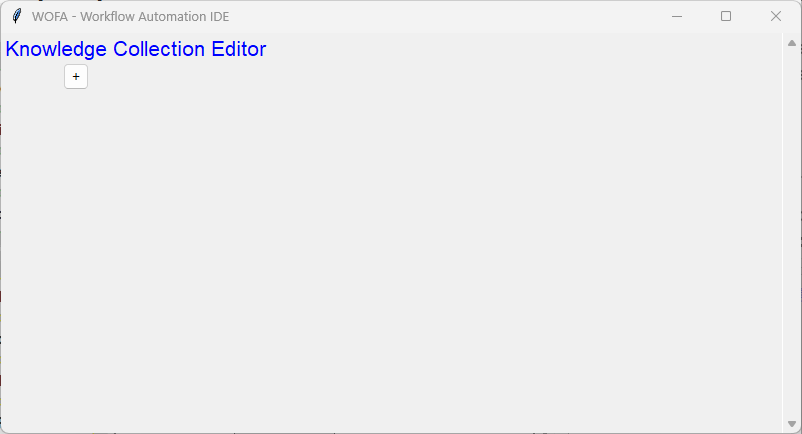 WOFA - Workflow Automation IDE
Knowledge Collection Editor
+